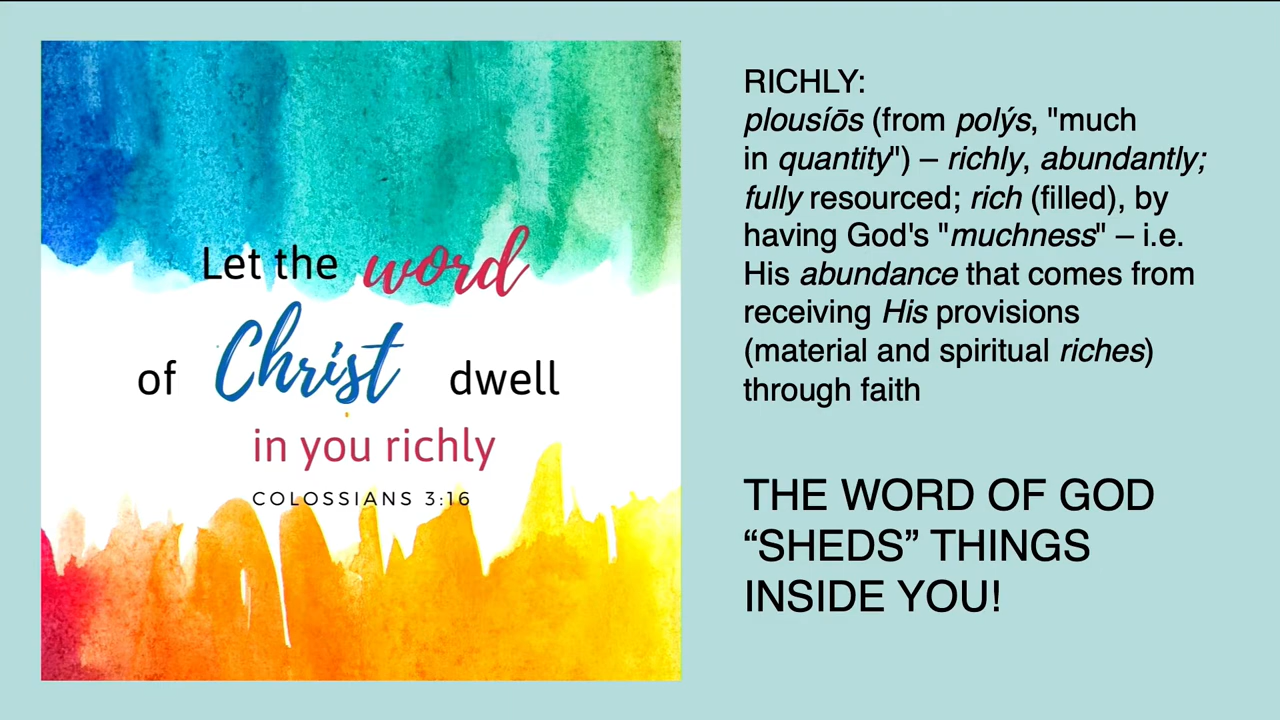 Let the word
of Christ dwell
in you richly
COLOSSIANS 3:16
RICHLY:
plousíōs (from polýs, "much
in quantity") – richly, abundantly;
fully resourced; rich (filled), by
having God's "muchness" – i.e.
His abundance that comes from
receiving His provisions
(material and spiritual riches)
through faith
THE WORD OF GOD
“SHEDS” THINGS
INSIDE YOU!